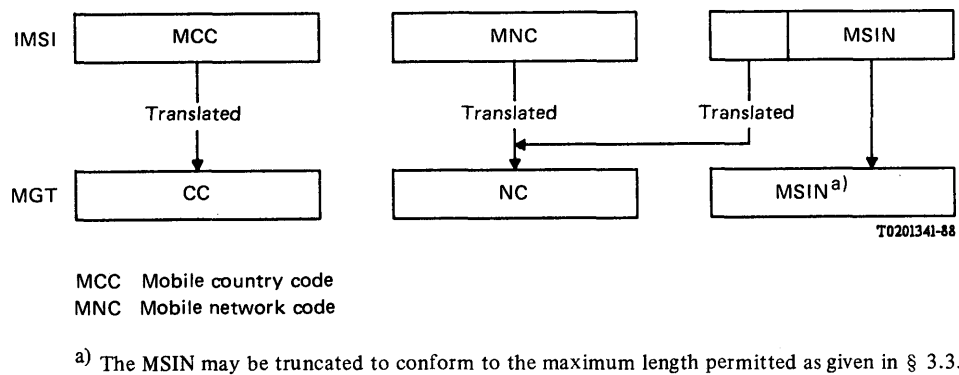 IMSI MCC MNC MSIN
Translated Translated Translated
MGT CC NC MSINa)
T0201341-88
MCC Mobile country code
MNC Mobile network code
a) The MSIN may be truncated to conform to the maximum length permitted as given in § 3.3.